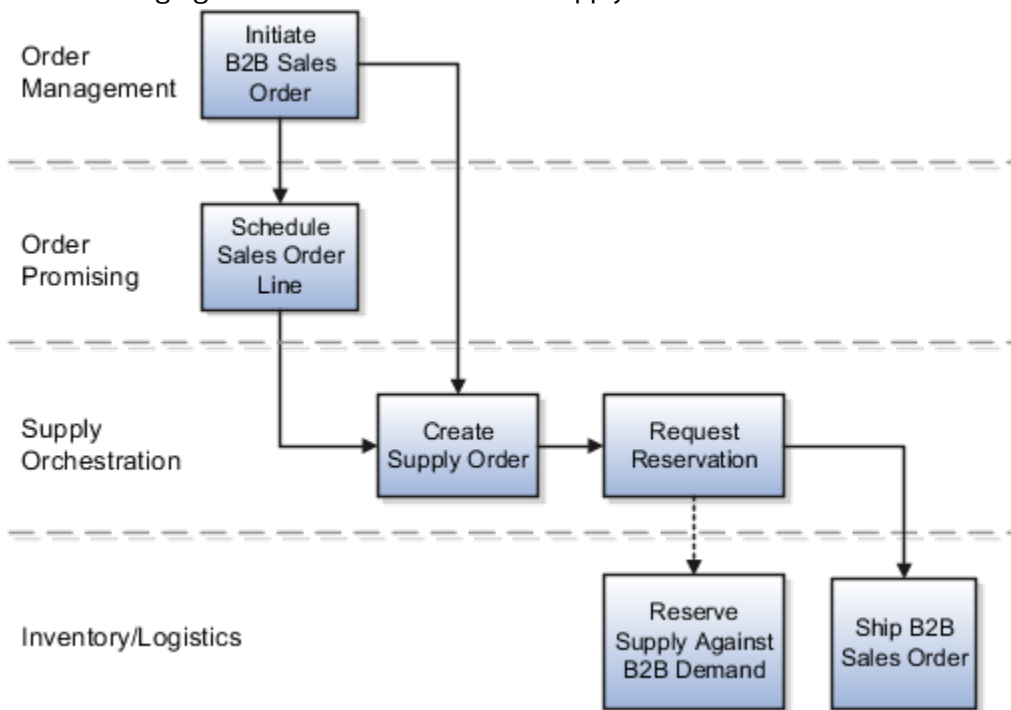 Initiate
B2B Sales
Order
Order
Management
Schedule
Sales Order
Line
Order
Promising
Supply
Orchestration
Create
Supply Order
Request
Reservation
Inventory/Logistics
Reserve
Supply Against
B2B Demand
Ship B2B
Sales Order